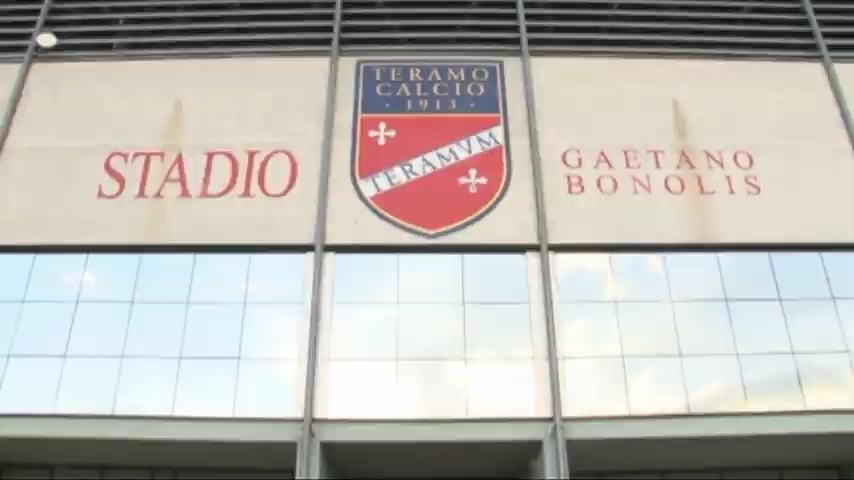 STADIO
TERAMO
CALCIO
· 1913 ·
TERAMVM
GAETANO
BONOLIS